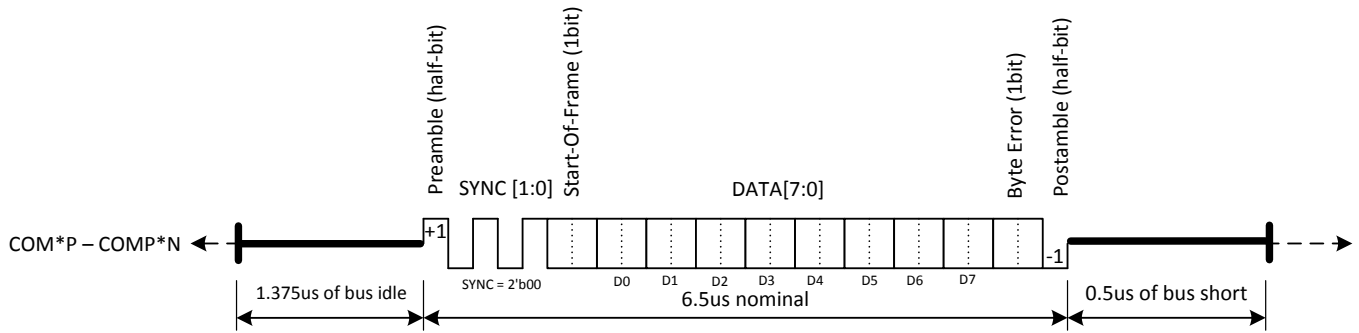 Preamble (half-bit)
Start-Of-Frame (1bit)
Byte Error (1bit)
Postamble (half-bit)
SYNC [1:0]
DATA[7:0]
COM*P – COMP*N
+1
-1
SYNC = 2'b00
D0
D1
D2
D3
D4
D5
D6
D7
1.375us of bus idle
6.5us nominal
0.5us of bus short